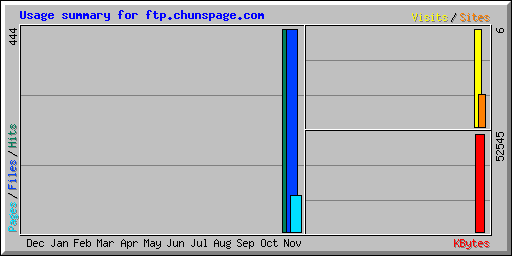 Usage summary for ftp.chunspage.com
Visits / Sites
444
6
Pages / Files / Hits
52545
Dec Jan Feb Mar Apr May Jun Jul Aug Sep Oct Nov
KBytes